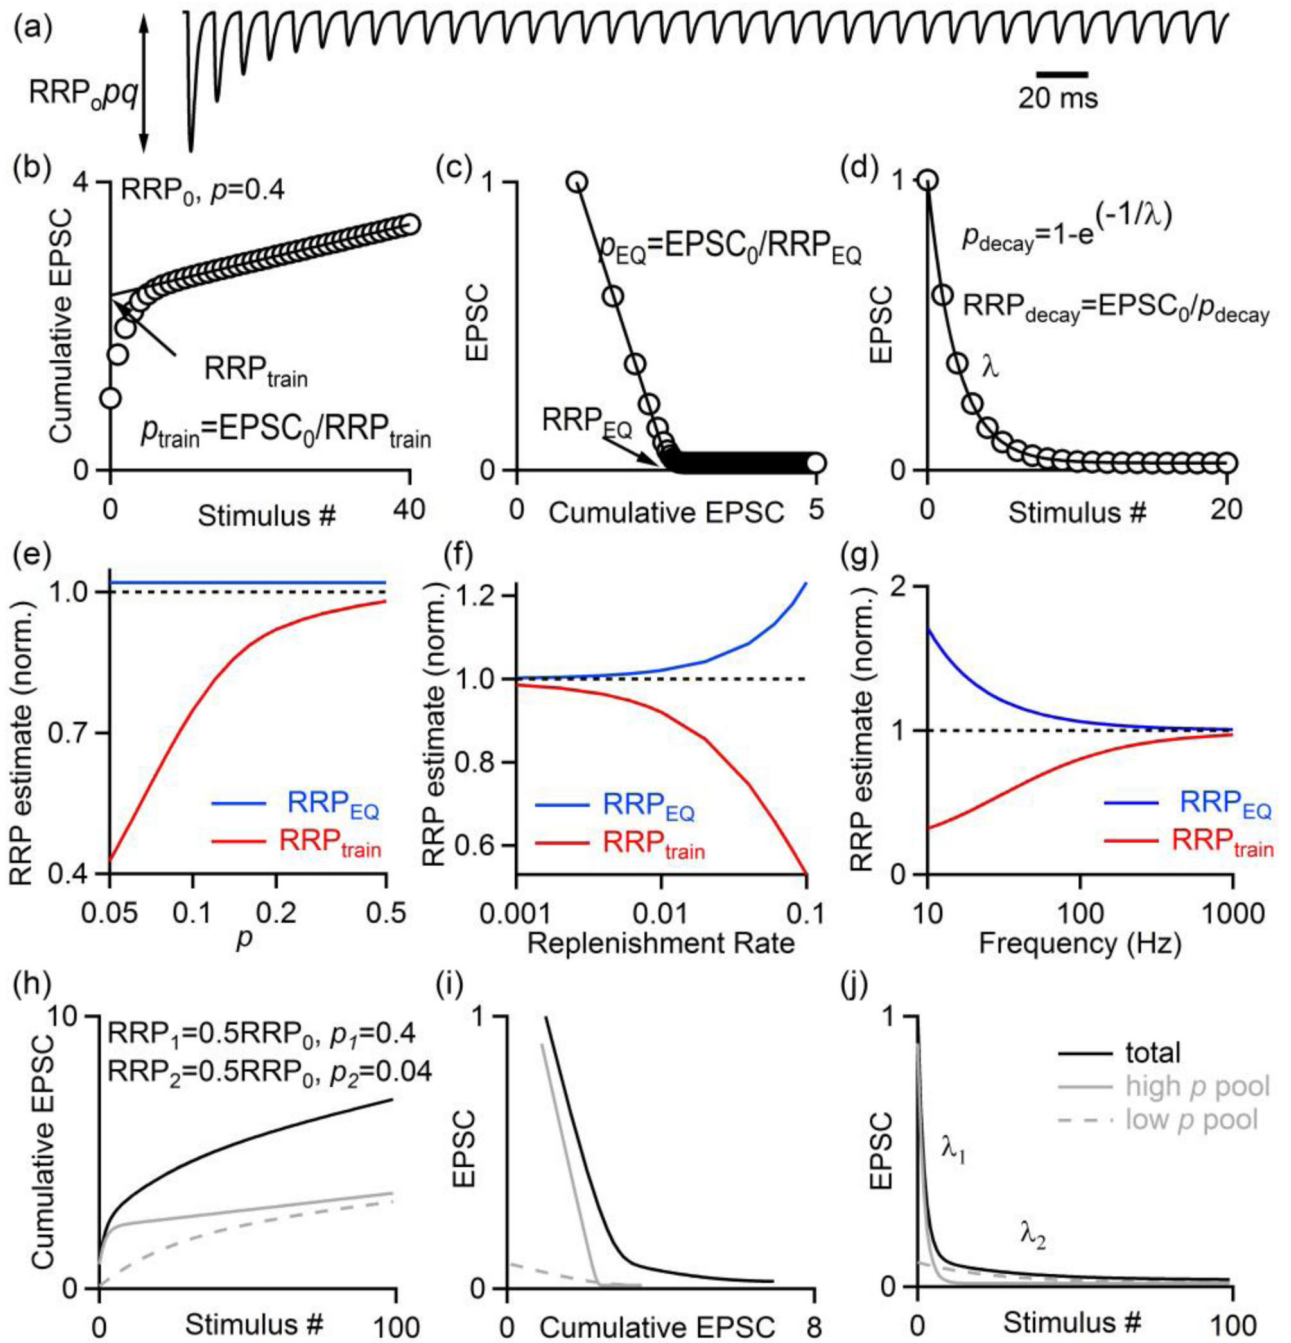 (a)
RRPopq
20 ms
(b)
4
RRP0, p=0.4
Cumulative EPSC
RRPtrain
ptrain=EPSC0/RRPtrain
0
0
Stimulus #
40
(c)
1
pEQ=EPSC0/RRPEQ
EPSC
RRPEQ
0
0
Cumulative EPSC
5
(d)
1
pdecay=1-e(-1/λ)
RRPdecay=EPSC0/pdecay
EPSC
λ
0
0
Stimulus #
20
(e)
RRP estimate (norm.)
1.0
0.7
0.4
RRPEQ
RRPtrain
0.05
0.1
0.2
0.5
p
(f)
RRP estimate (norm.)
1.2
1.0
0.8
0.6
RRPEQ
RRPtrain
0.001
0.01
0.1
Replenishment Rate
(g)
RRP estimate (norm.)
2
1
0
RRPEQ
RRPtrain
10
100
1000
Frequency (Hz)
(h)
10
RRP1=0.5RRP0, p1=0.4
RRP2=0.5RRP0, p2=0.04
Cumulative EPSC
0
0
Stimulus #
100
(i)
1
EPSC
0
0
Cumulative EPSC
8
(j)
1
total
high p pool
low p pool
EPSC
λ1
λ2
0
0
Stimulus #
100